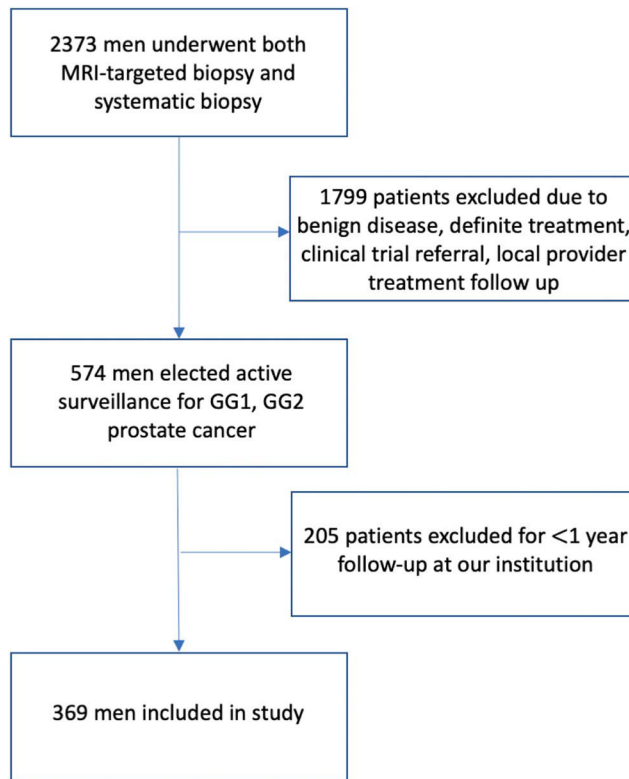 2373 men underwent both
MRI-targeted biopsy and
systematic biopsy
1799 patients excluded due to
benign disease, definite treatment,
clinical trial referral, local provider
treatment follow up
574 men elected active
surveillance for GG1, GG2
prostate cancer
205 patients excluded for <1 year
follow-up at our institution
369 men included in study